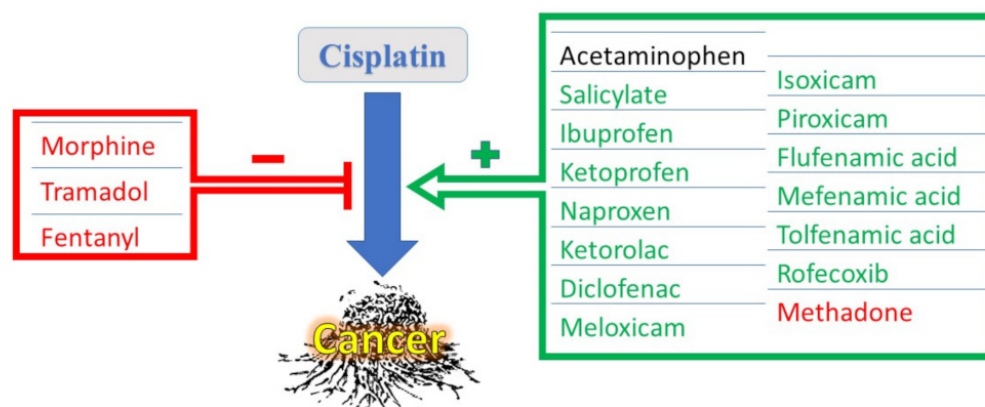 Cisplatin
Morphine
Tramadol
Fentanyl
−
+
Acetaminophen
Salicylate
Ibuprofen
Ketoprofen
Naproxen
Ketorolac
Diclofenac
Meloxicam
Isoxicam
Piroxicam
Flufenamic acid
Mefenamic acid
Tolfenamic acid
Rofecoxib
Methadone
Cancer